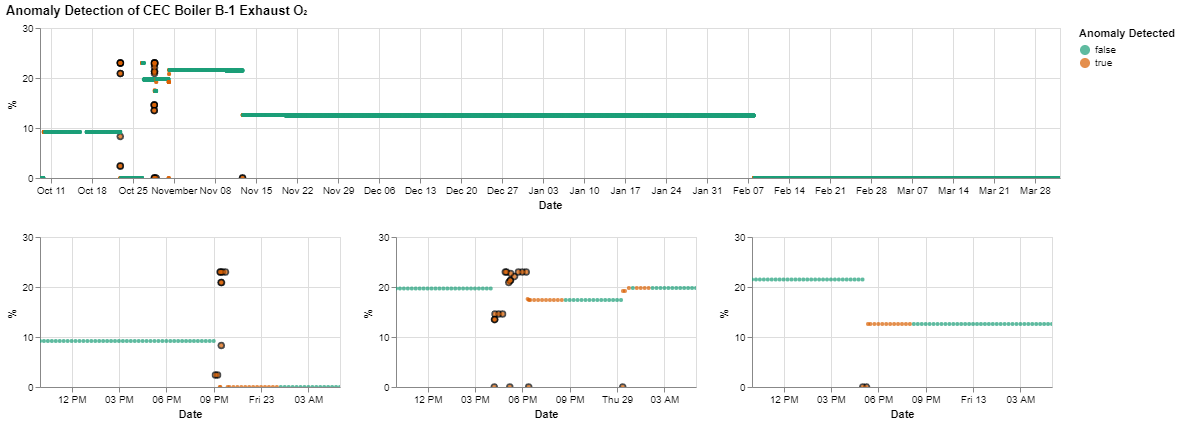 Anomaly Detection of CEC Boiler B-1 Exhaust O₂
Anomaly Detected
false
true
30
20
10
0
%
Oct 11 Oct 18 Oct 25 November Nov 08 Nov 15 Nov 22 Nov 29 Dec 06 Dec 13 Dec 20 Dec 27 Jan 03 Jan 10 Jan 17 Jan 24 Jan 31 Feb 07 Feb 14 Feb 21 Feb 28 Mar 07 Mar 14 Mar 21 Mar 28
Date
30
20
10
0
%
12 PM 03 PM 06 PM 09 PM Fri 23 03 AM
Date
30
20
10
0
%
12 PM 03 PM 06 PM 09 PM Thu 29 03 AM
Date
30
20
10
0
%
12 PM 03 PM 06 PM 09 PM Fri 13 03 AM
Date